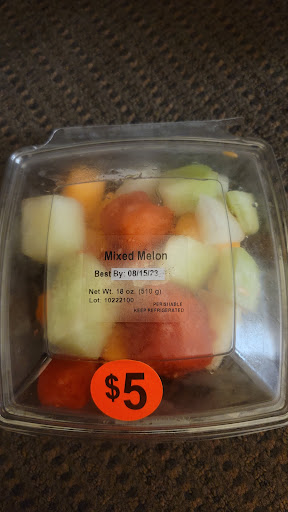 Mixed Melon
Best By: 08/15/23
Net Wt. 18 oz. (510 g)
Lot. 10222100
PERISHABLE
KEEP REFRIGERATED
$5